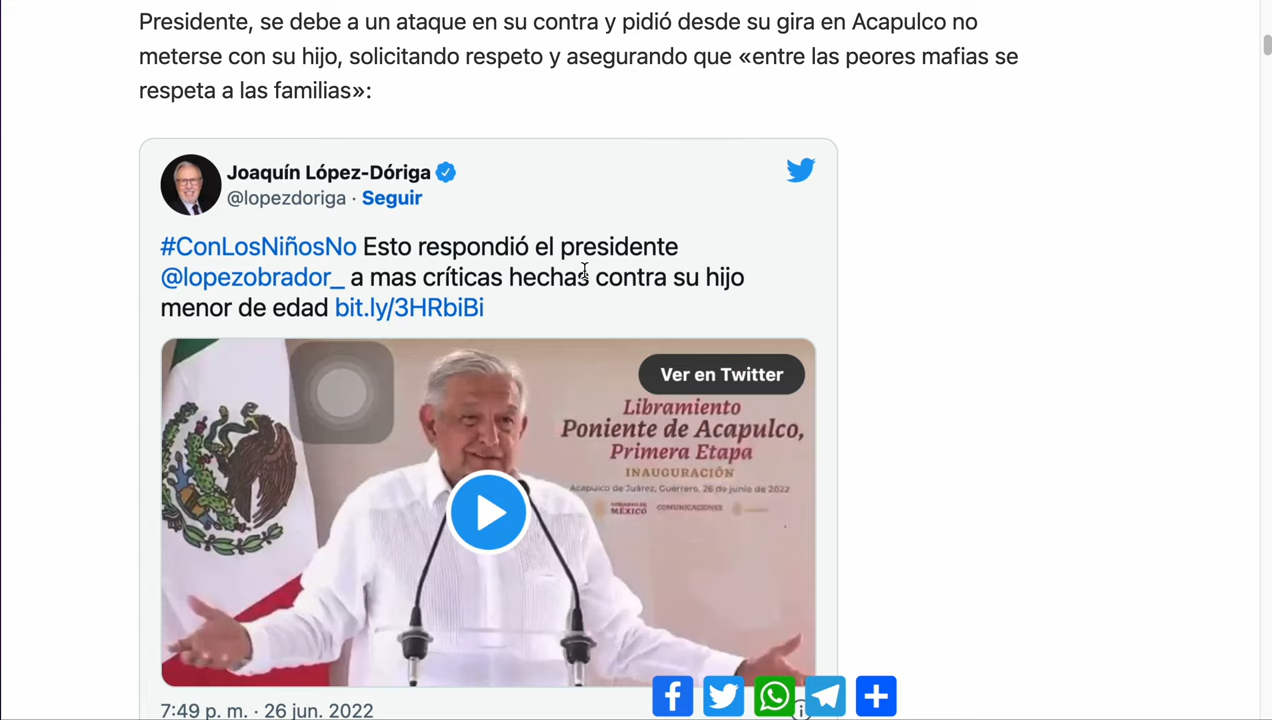 Presidente, se debe a un ataque en su contra y pidió desde su gira en Acapulco no
meterse con su hijo, solicitando respeto y asegurando que «entre las peores mafias se
respeta a las familias»:
Joaquín López-Dóriga
@lopezdoriga · Seguir
#ConLosNiñosNo Esto respondió el presidente
@lopezobrador_ a mas críticas hechas contra su hijo
menor de edad bit.ly/3HRbiBi
Ver en Twitter
Libramiento
Poniente de Acapulco,
Primera Etapa
INAUGURACIÓN
Acapulco de Juárez, Guerrero, 26 de junio de 2022
GOBIERNO DE
MÉXICO
COMUNICACIONES
7:49 p. m. · 26 jun. 2022